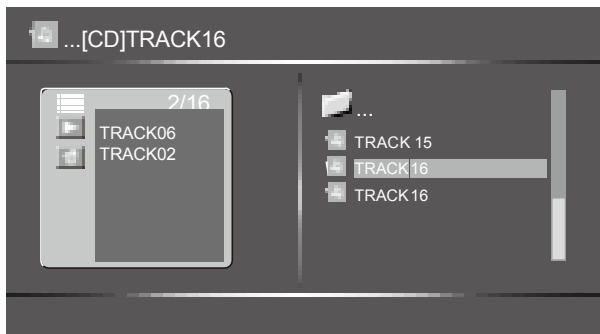 ...[CD]TRACK16
2/16
TRACK06
TRACK02
...
TRACK 15
TRACK16
TRACK16